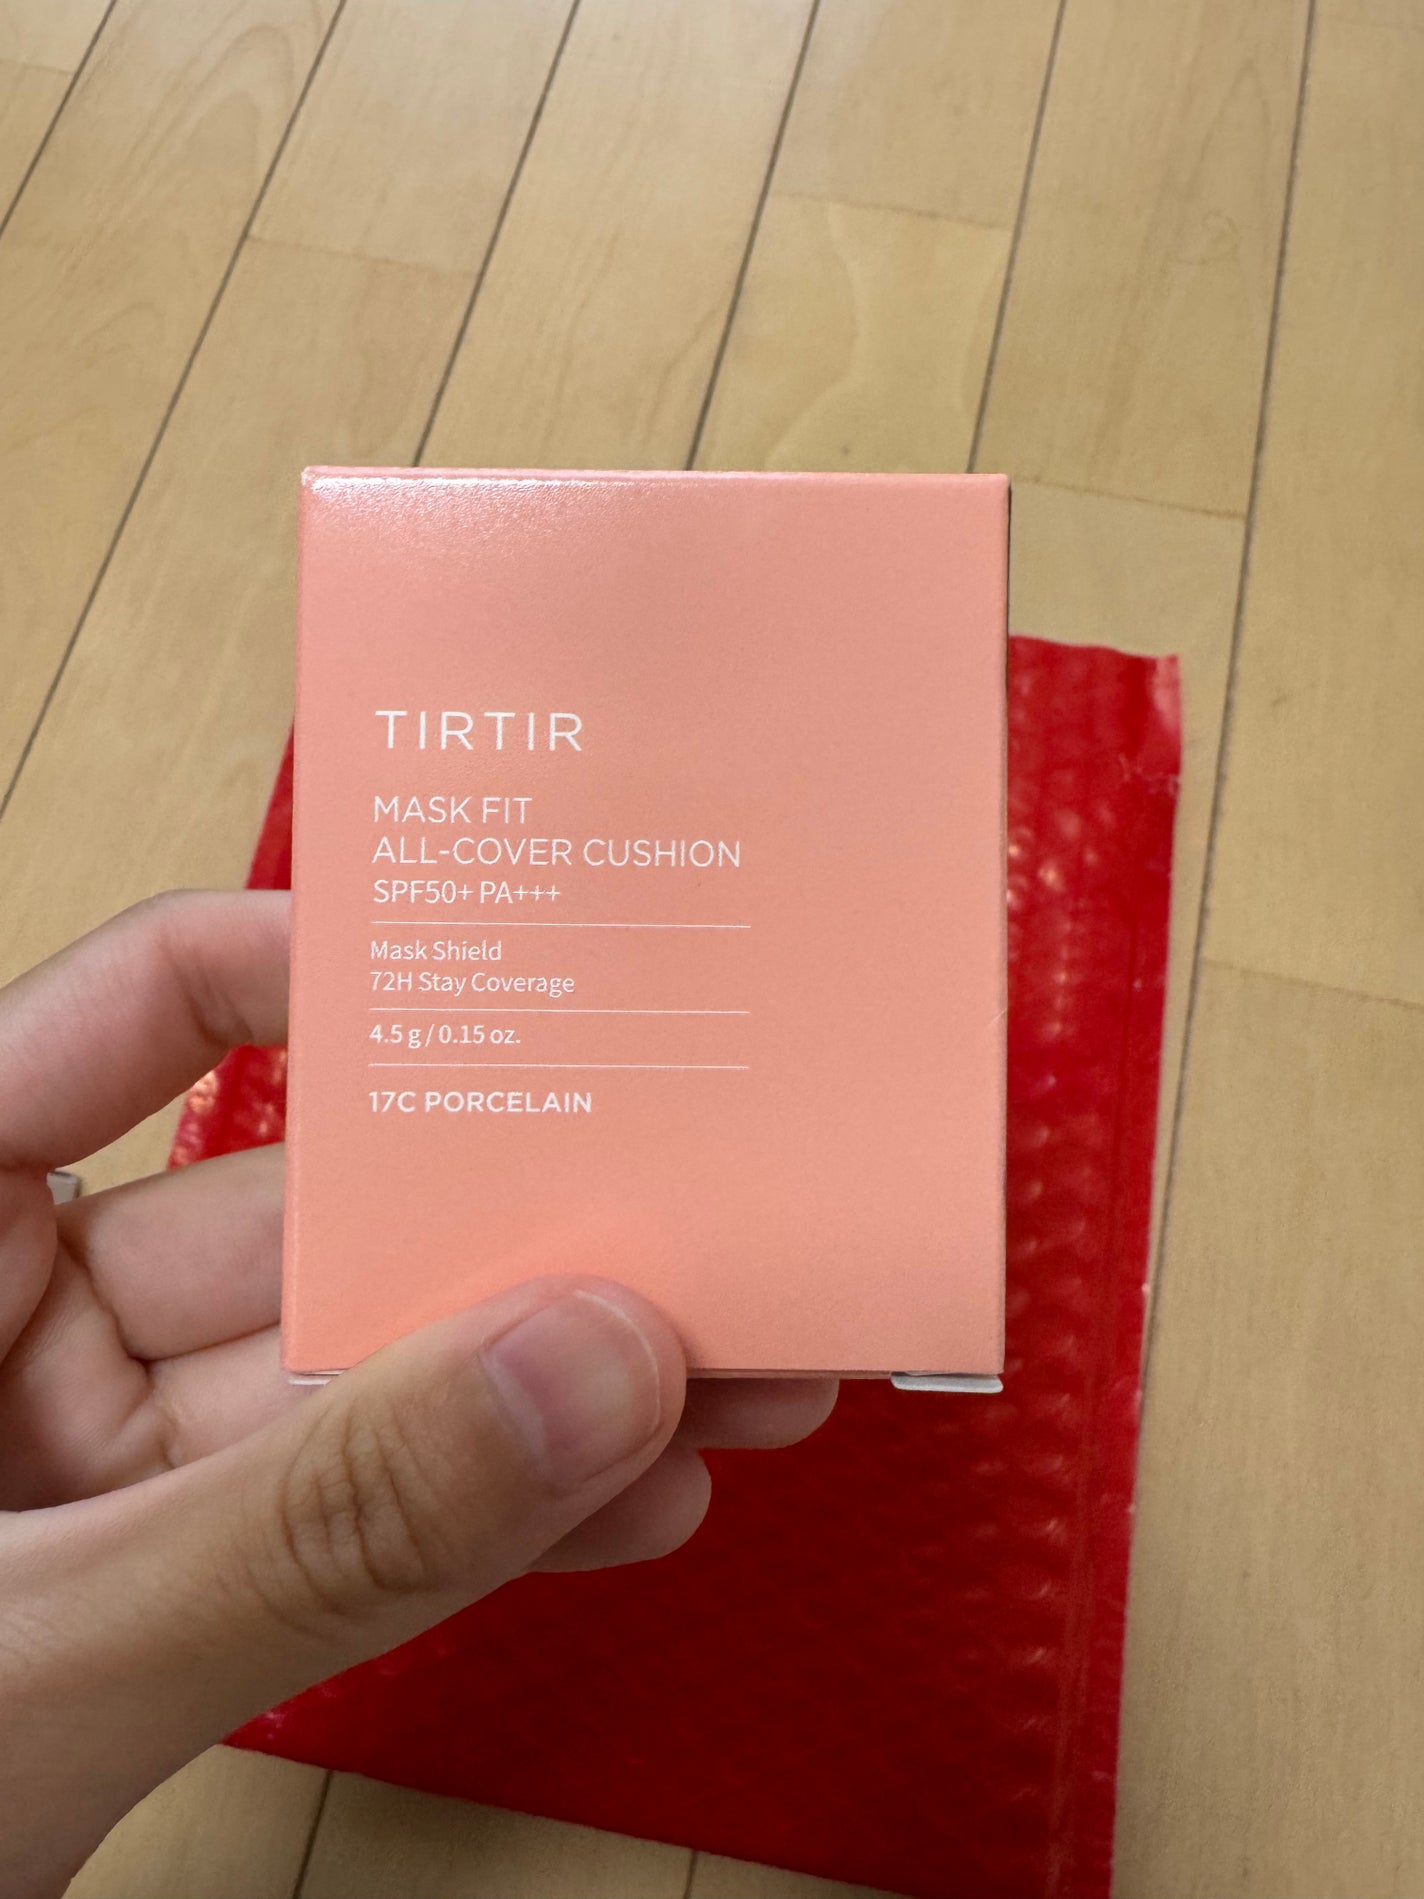 TIRTIR
MASK FIT
ALL-COVER CUSHION
SPF50+ PA+++
Mask Shield
72H Stay Coverage
4.5 g / 0.15 oz.
17C PORCELAIN